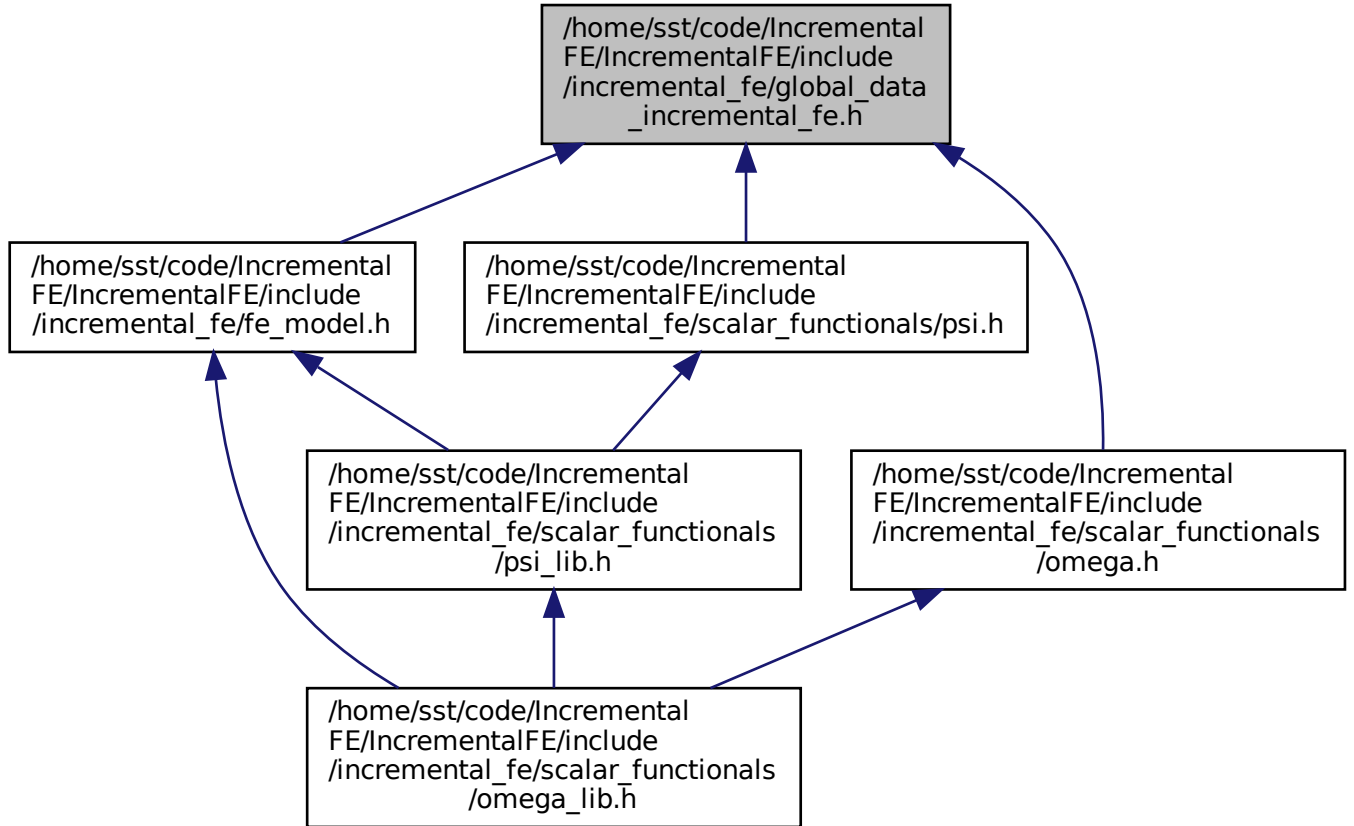 /home/sst/code/Incremental
FE/IncrementalFE/include
/incremental_fe/global_data
_incremental_fe.h
/home/sst/code/Incremental
FE/IncrementalFE/include
/incremental_fe/fe_model.h
/home/sst/code/Incremental
FE/IncrementalFE/include
/incremental_fe/scalar_functionals/psi.h
/home/sst/code/Incremental
FE/IncrementalFE/include
/incremental_fe/scalar_functionals
/psi_lib.h
/home/sst/code/Incremental
FE/IncrementalFE/include
/incremental_fe/scalar_functionals
/omega.h
/home/sst/code/Incremental
FE/IncrementalFE/include
/incremental_fe/scalar_functionals
/omega_lib.h